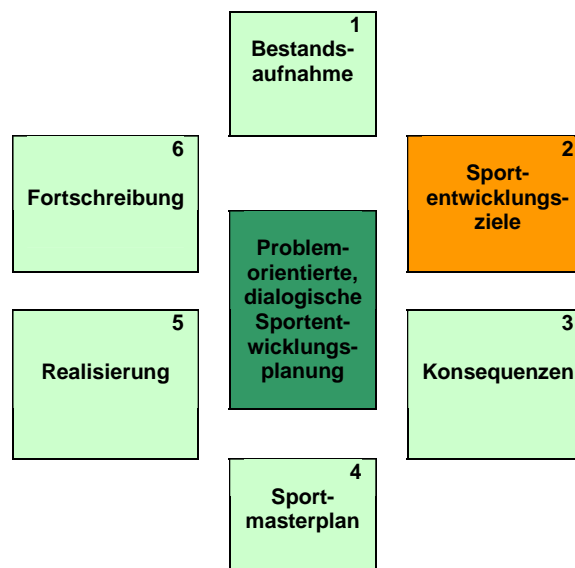 1
Bestands-
aufnahme
6
Fortschreibung
2
Sport-
entwicklungs-
ziele
Problem-
orientierte,
dialogische
Sportent-
wicklungs-
planung
5
Realisierung
3
Konsequenzen
4
Sport-
masterplan